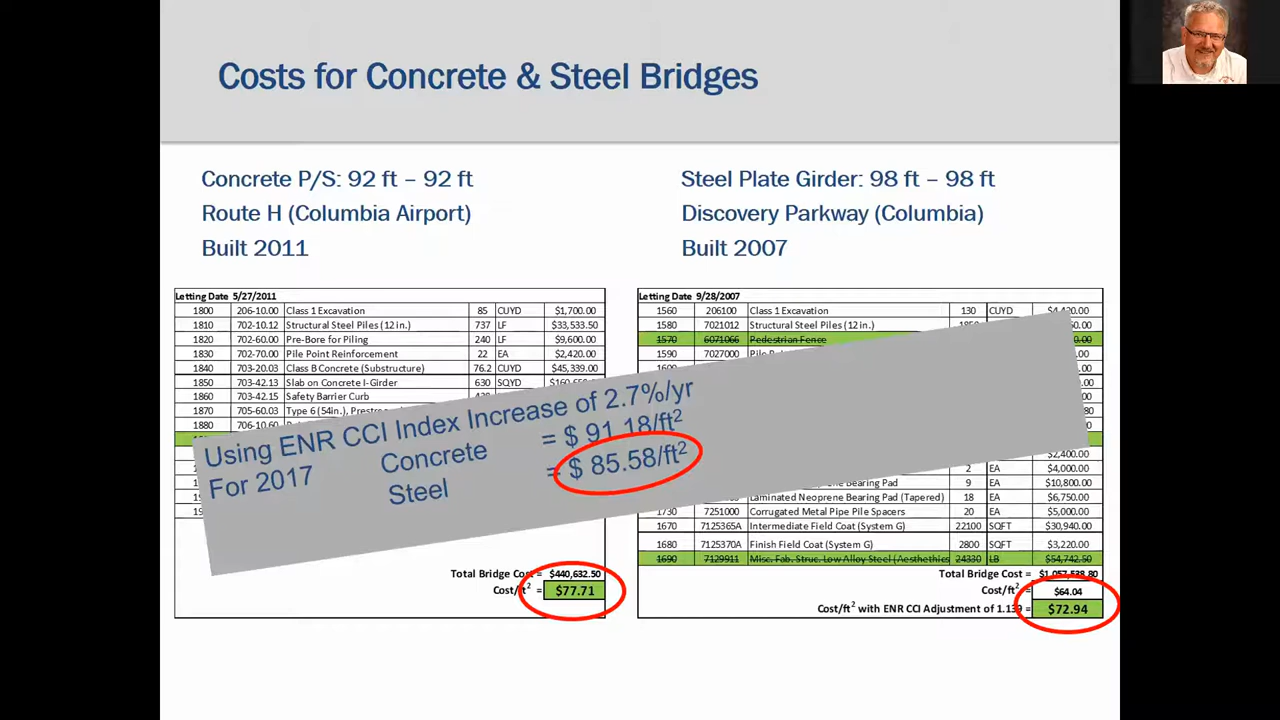 Costs for Concrete & Steel Bridges
Concrete P/S: 92 ft – 92 ft
Route H (Columbia Airport)
Built 2011
Steel Plate Girder: 98 ft – 98 ft
Discovery Parkway (Columbia)
Built 2007
Letting Date 5/27/2011
1800 206-10.00 Class 1 Excavation 85 CUYD $1,700.00
1810 702-10.12 Structural Steel Piles (12 in.) 737 LF $33,533.50
1820 702-60.00 Pre-Bore for Piling 240 LF $9,600.00
1830 702-70.00 Pile Point Reinforcement 22 EA $2,420.00
1840 703-20.03 Class B Concrete (Substructure) 76.2 CUYD $45,339.00
1850 703-42.13 Slab on Concrete I-Girder 630 SQYD
1860 703-42.15 Safety Barrier Curb
1870 705-60.03 Type 6 (54in.),
1880
Total Bridge Cost = $440,632.50
Cost/ft² = $77.71
Letting Date 9/28/2007
1560 206100 Class 1 Excavation 130 CUYD
1580 7021012 Structural Steel Piles (12 in.)
1570 6071066 Pedestrian Fence
1590 7027000 Pile
$2,400.00
2 EA $4,000.00
Bearing Pad 9 EA $10,800.00
Laminated Neoprene Bearing Pad (Tapered) 18 EA $6,750.00
1730 7251000 Corrugated Metal Pipe Pile Spacers 20 EA $5,000.00
1670 7125365A Intermediate Field Coat (System G) 22100 SQFT $30,940.00
1680 7125370A Finish Field Coat (System G) 2800 SQFT $3,220.00
1690 7129911 Misc. Fab. Struc. Low Alloy Steel (Aesthethics 24330 LB $54,742.50
Total Bridge Cost = $1,057,538.80
Cost/ft² = $64.04
Cost/ft² with ENR CCI Adjustment of 1.139 = $72.94
Using ENR CCI Index Increase of 2.7%/yr
For 2017 Concrete = $ 91.18/ft²
Steel = $ 85.58/ft²